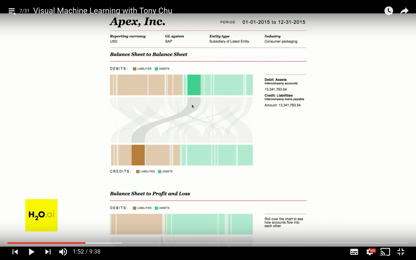 7/31 Visual Machine Learning with Tony Chu
Apex, Inc.
PERIOD 01-01-2015 to 12-31-2015
Reporting currency GL system Entity type Industry
USD SAP Subsidiary of Listed Entity Consumer packaging
Balance Sheet to Balance Sheet
DEBITS: LIABILITIES ASSETS
Debit: Assets
Intercompany accounts
13,341,763.54
Credit: Liabilities
Intercompany loans payable
Amount: 13,341,763.54
CREDITS: LIABILITIES ASSETS
Balance Sheet to Profit and Loss
DEBITS: LIABILITIES ASSETS
Roll over the chart to see
how accounts flow into
each other.
H2O.ai
1:52 / 9:38